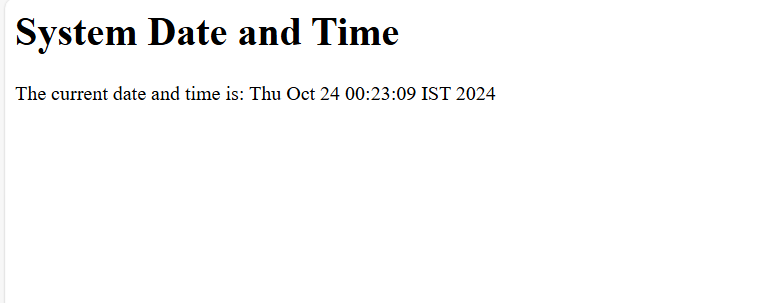 System Date and Time
The current date and time is: Thu Oct 24 00:23:09 IST 2024